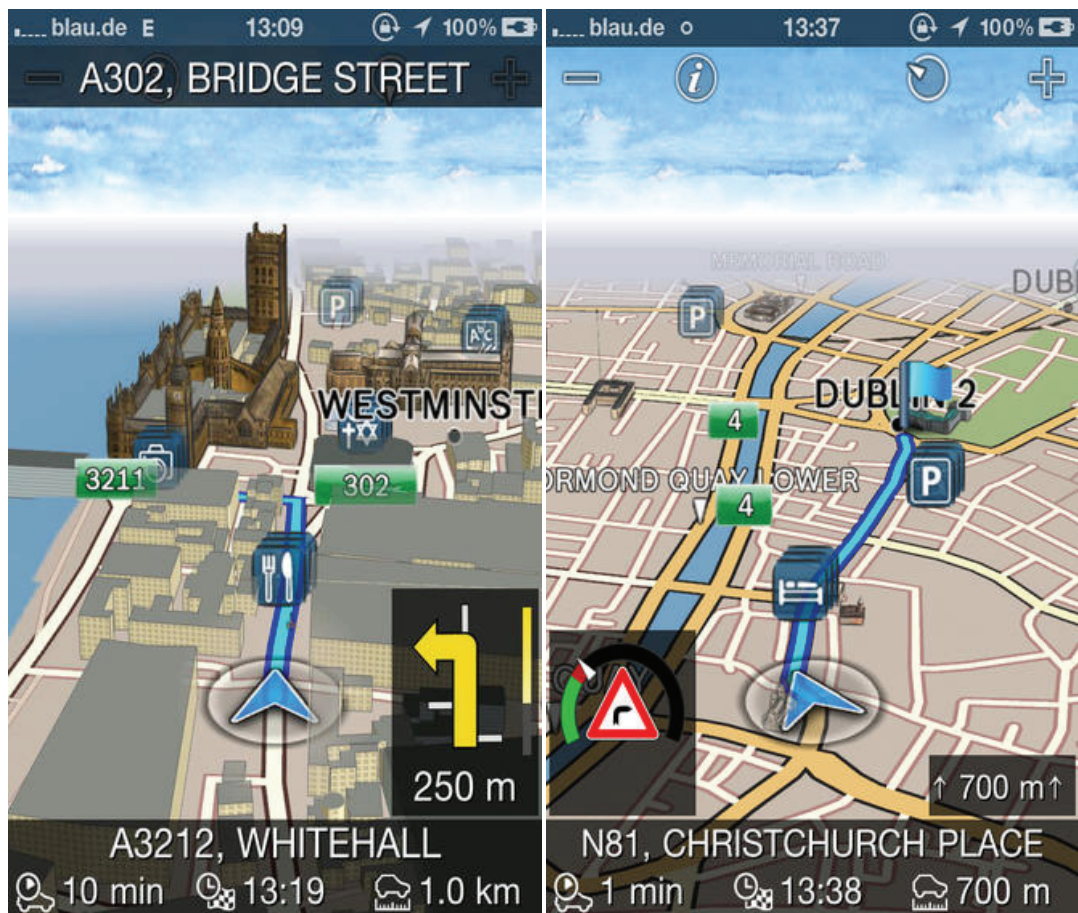 blau.de E 13:09 100%
A302, BRIDGE STREET
P
ABC
WESTMINST
3211
302
250 m
A3212, WHITEHALL
10 min 13:19 1.0 km
blau.de 13:37 100%
i
MEMORIAL ROAD
DUBL
P
DUBLIN 2
4
P
ORMOND QUAY LOWER
4
↑ 700 m↑
N81, CHRISTCHURCH PLACE
1 min 13:38 700 m